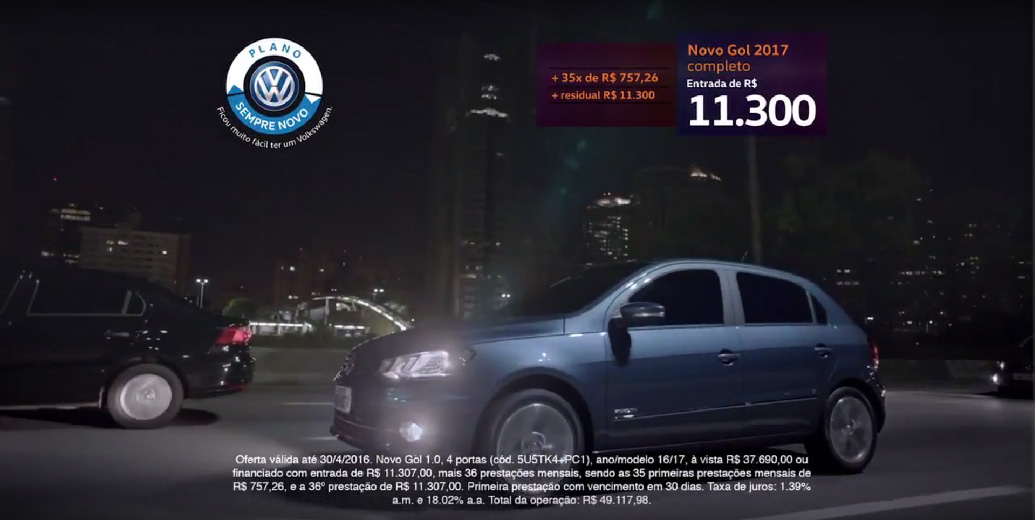 PLANO
SEMPRE NOVO
Ficou muito fácil ter um Volkswagen.
+ 35x de R$ 757,26
+ residual R$ 11.300
Novo Gol 2017
completo
Entrada de R$
11.300
Oferta válida até 30/4/2016. Novo Gol 1.0, 4 portas (cód. 5U5TK4+PC1), ano/modelo 16/17, à vista R$ 37.690,00 ou
financiado com entrada de R$ 11.307,00, mais 36 prestações mensais, sendo as 35 primeiras prestações mensais de
R$ 757,26, e a 36º prestação de R$ 11.307,00. Primeira prestação com vencimento em 30 dias. Taxa de juros: 1.39%
a.m. e 18.02% a.a. Total da operação: R$ 49.117,98.